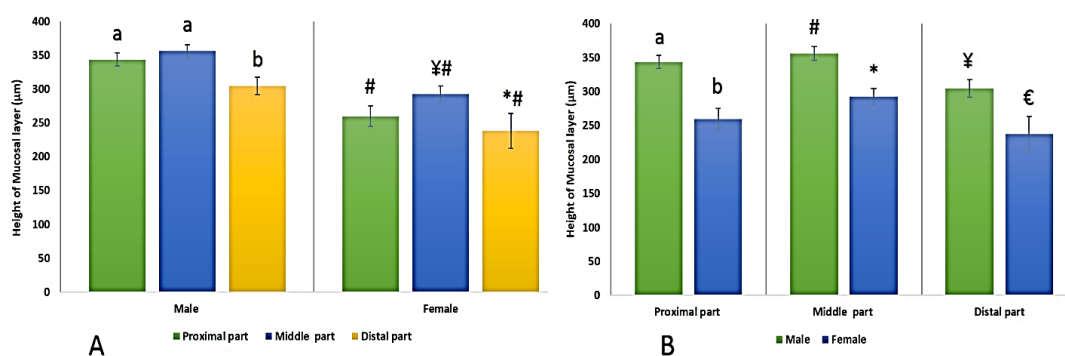 400
350
300
250
200
150
100
50
0
Height of Mucosal layer (µm)
a
a
b
#
¥#
*#
Male
Female
Proximal part
Middle part
Distal part
A
400
350
300
250
200
150
100
50
0
Height of Mucosal layer (µm)
a
b
#
*
¥
€
Proximal part
Middle part
Distal part
Male
Female
B